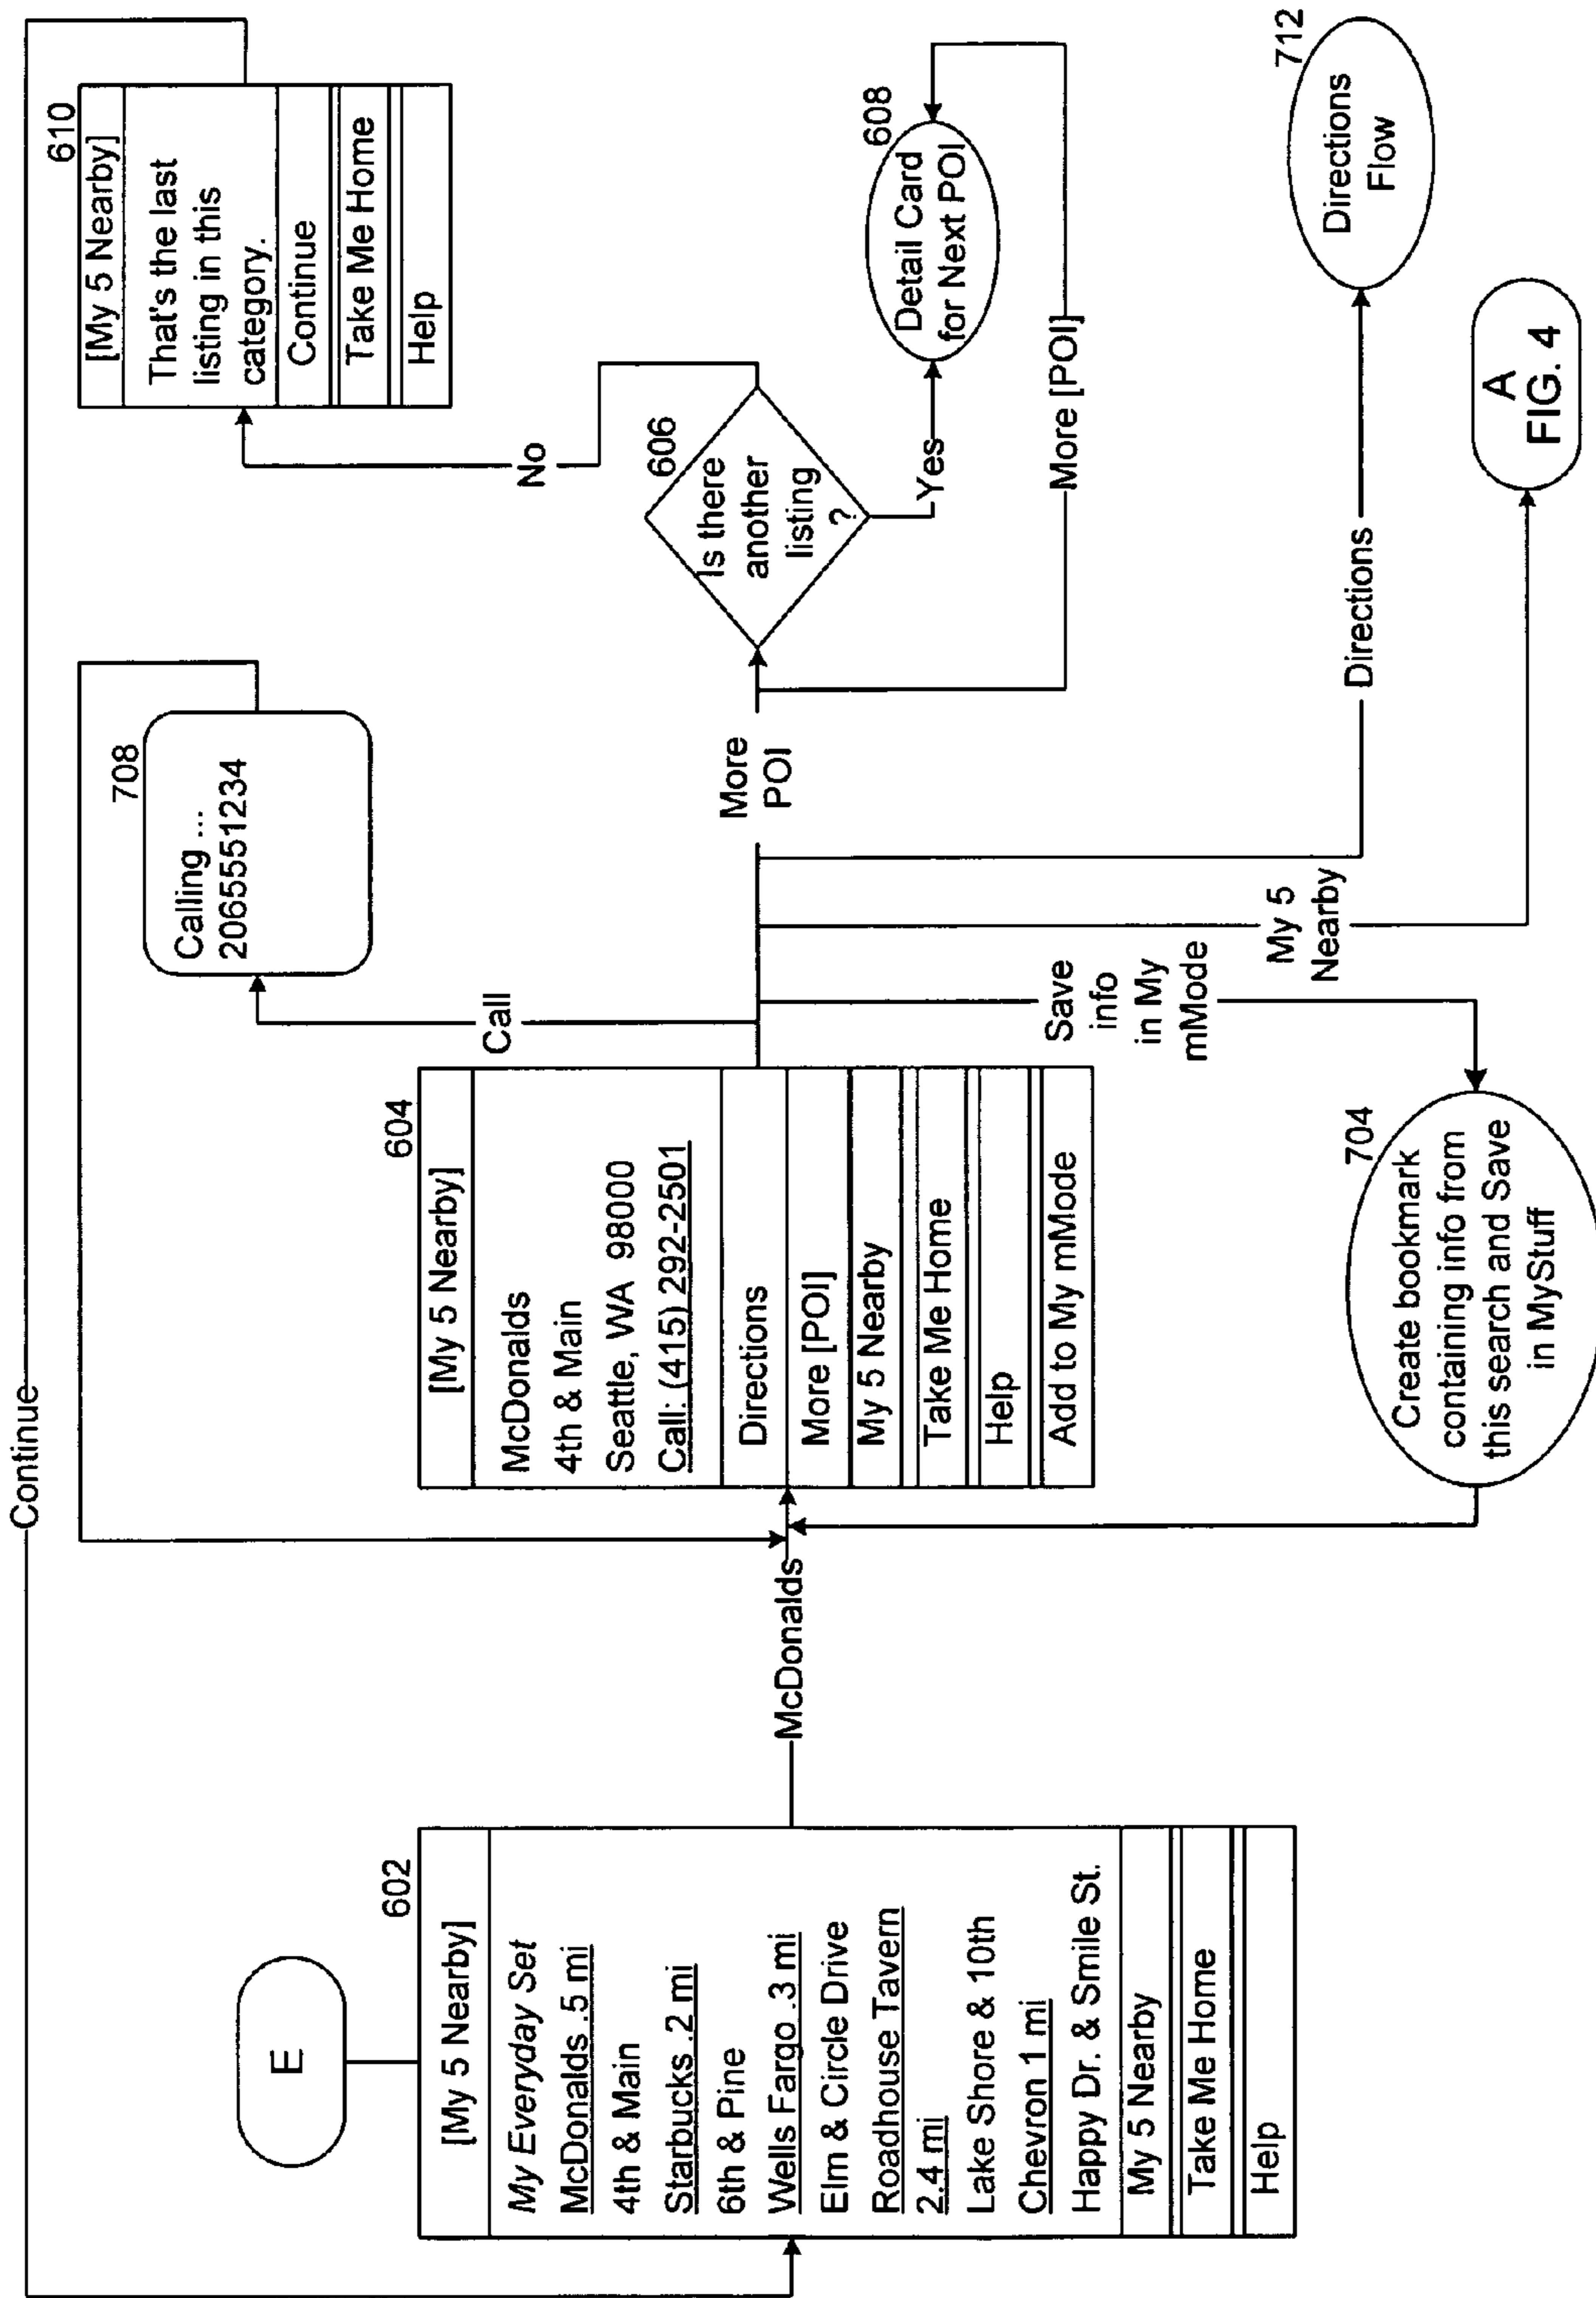 Continue
E
602
[My 5 Nearby]
My Everyday Set
McDonalds .5 mi
4th & Main
Starbucks .2 mi
6th & Pine
Wells Fargo .3 mi
Elm & Circle Drive
Roadhouse Tavern
2.4 mi
Lake Shore & 10th
Chevron 1 mi
Happy Dr. & Smile St.
My 5 Nearby
Take Me Home
Help
McDonalds
604
[My 5 Nearby]
McDonalds
4th & Main
Seattle, WA 98000
Call: (415) 292-2501
Directions
More [POI]
My 5 Nearby
Take Me Home
Help
Add to My mMode
Call
708
Calling ...
2065551234
Save
info
in My
mMode
704
Create bookmark
containing info from
this search and Save
in MyStuff
My 5
Nearby
A
FIG. 4
Directions
712
Directions
Flow
More
POI
606
Is there
another
listing
?
More [POI]
Yes
608
Detail Card
for Next POI
No
610
[My 5 Nearby]
That's the last
listing in this
category.
Continue
Take Me Home
Help